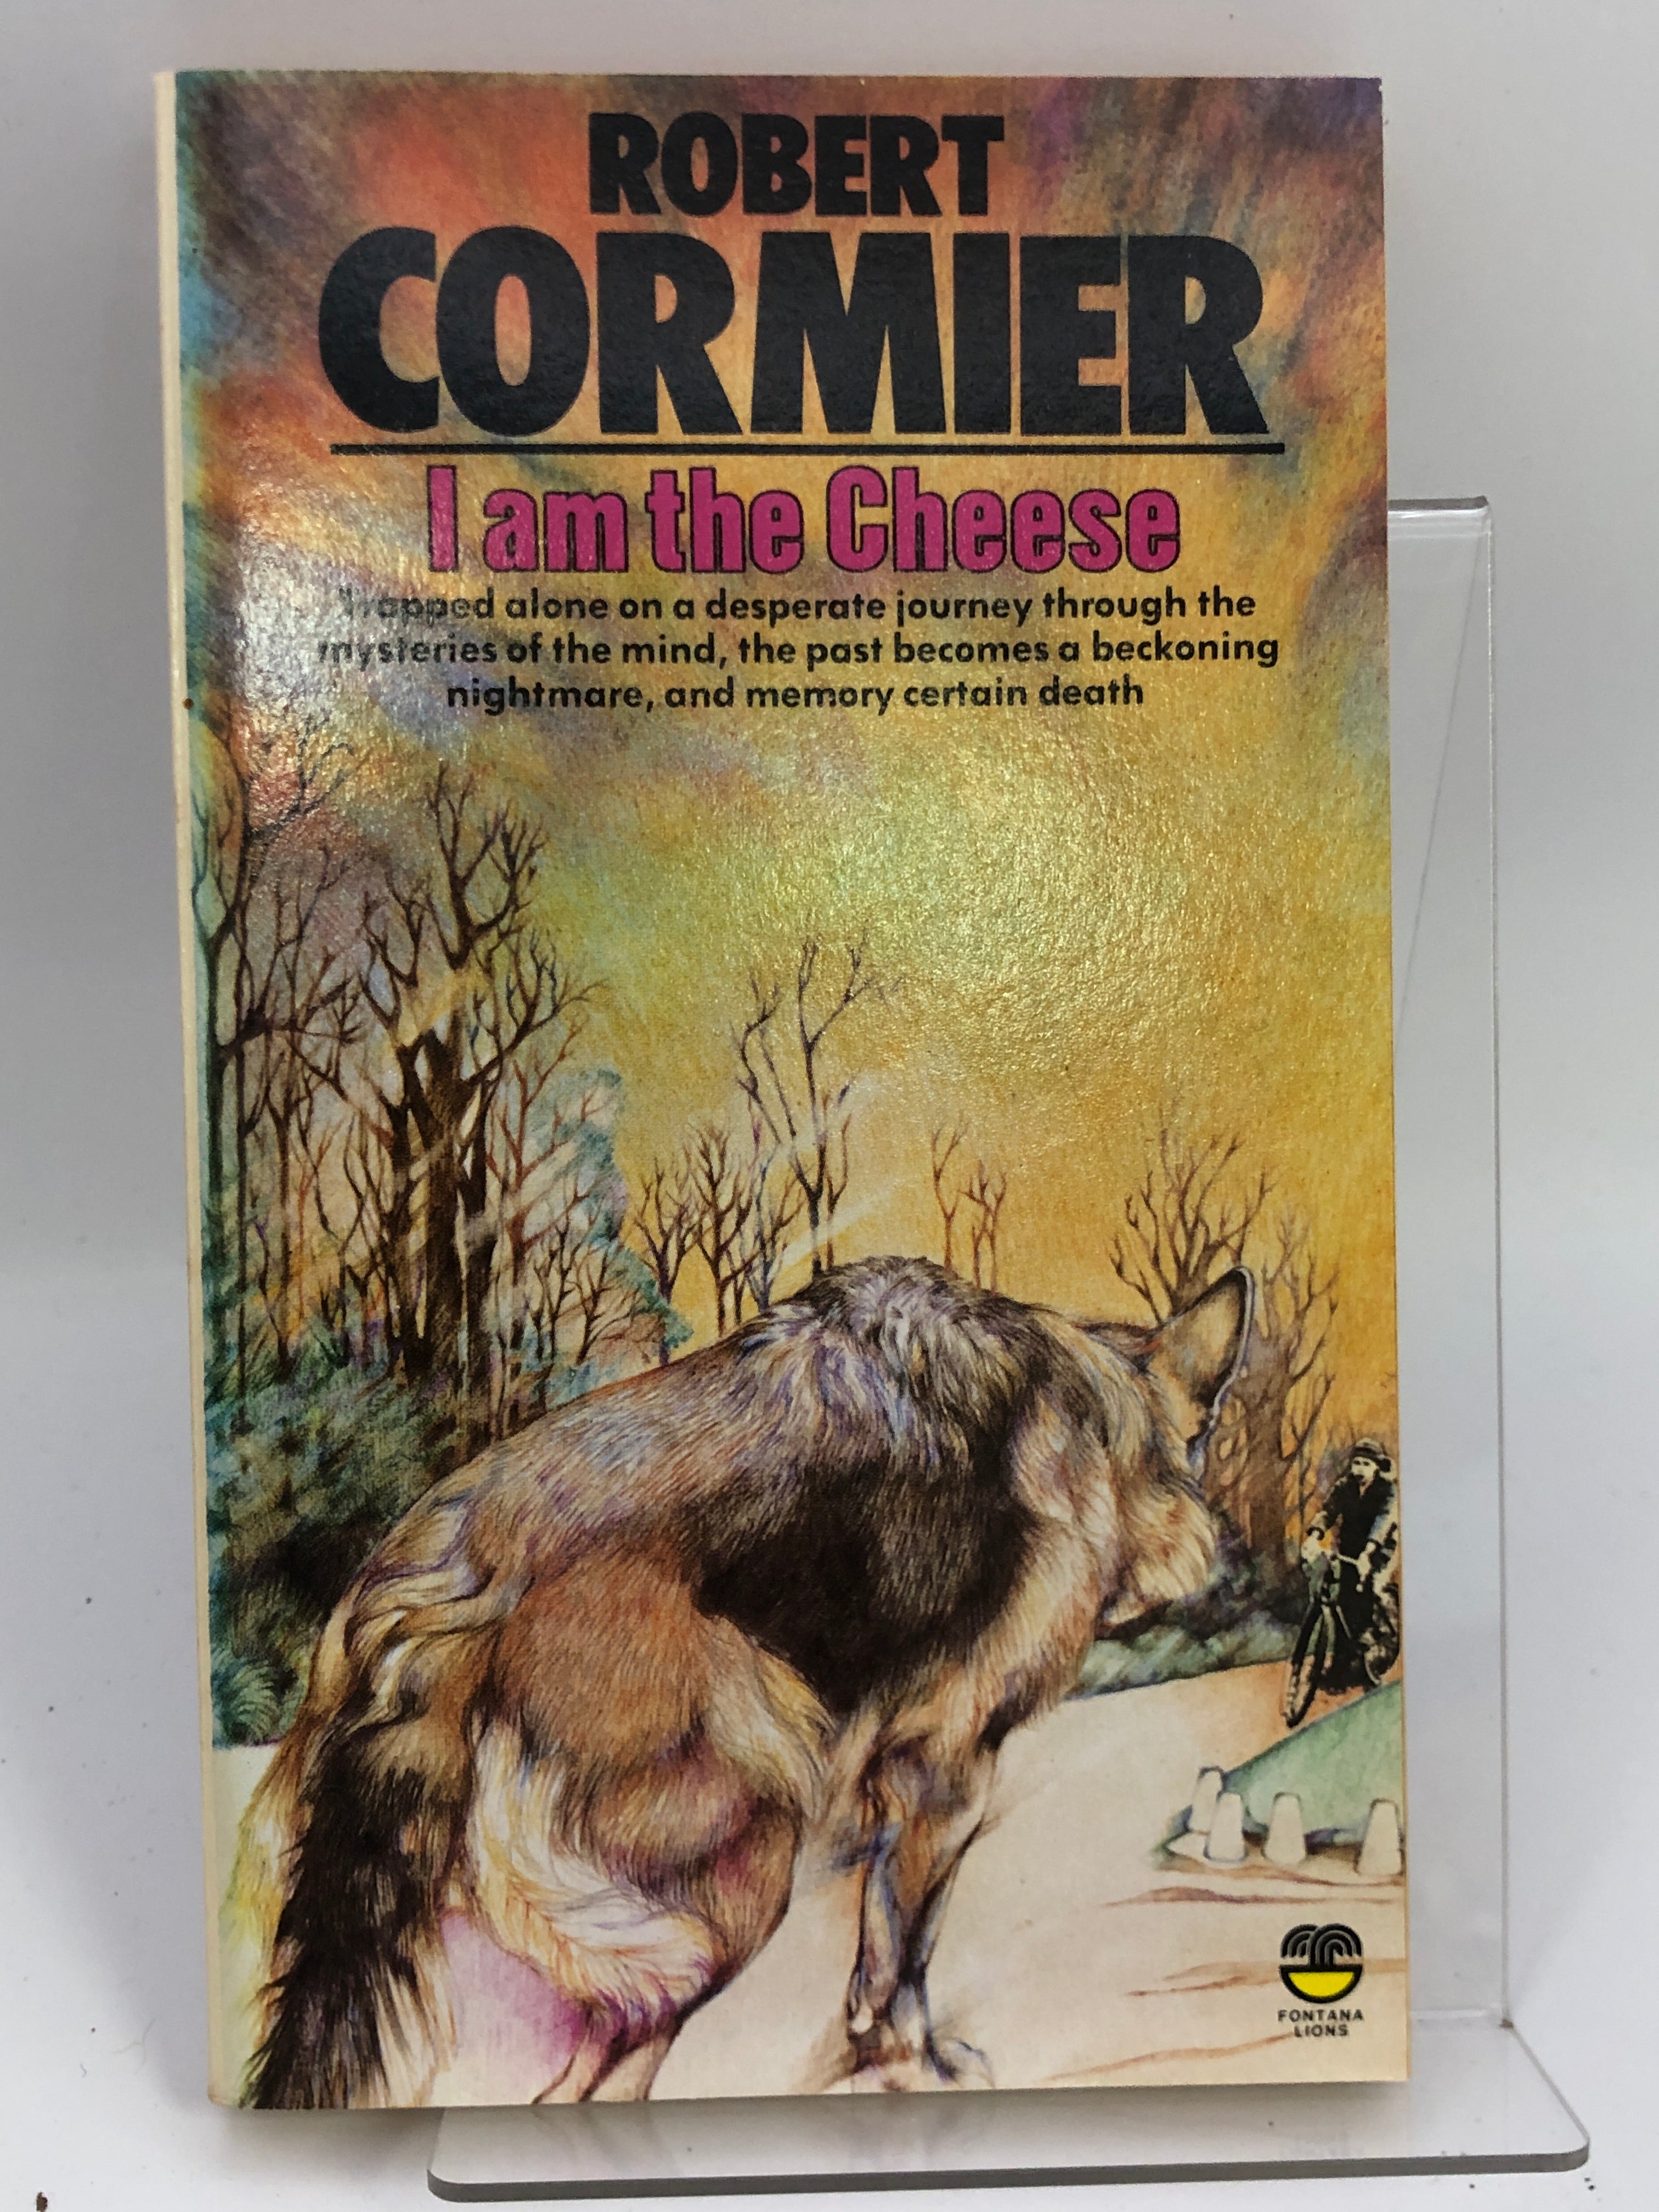 ROBERT
CORMIER
I am the Cheese
Trapped alone on a desperate journey through the
mysteries of the mind, the past becomes a beckoning
nightmare, and memory certain death
FONTANA
LIONS